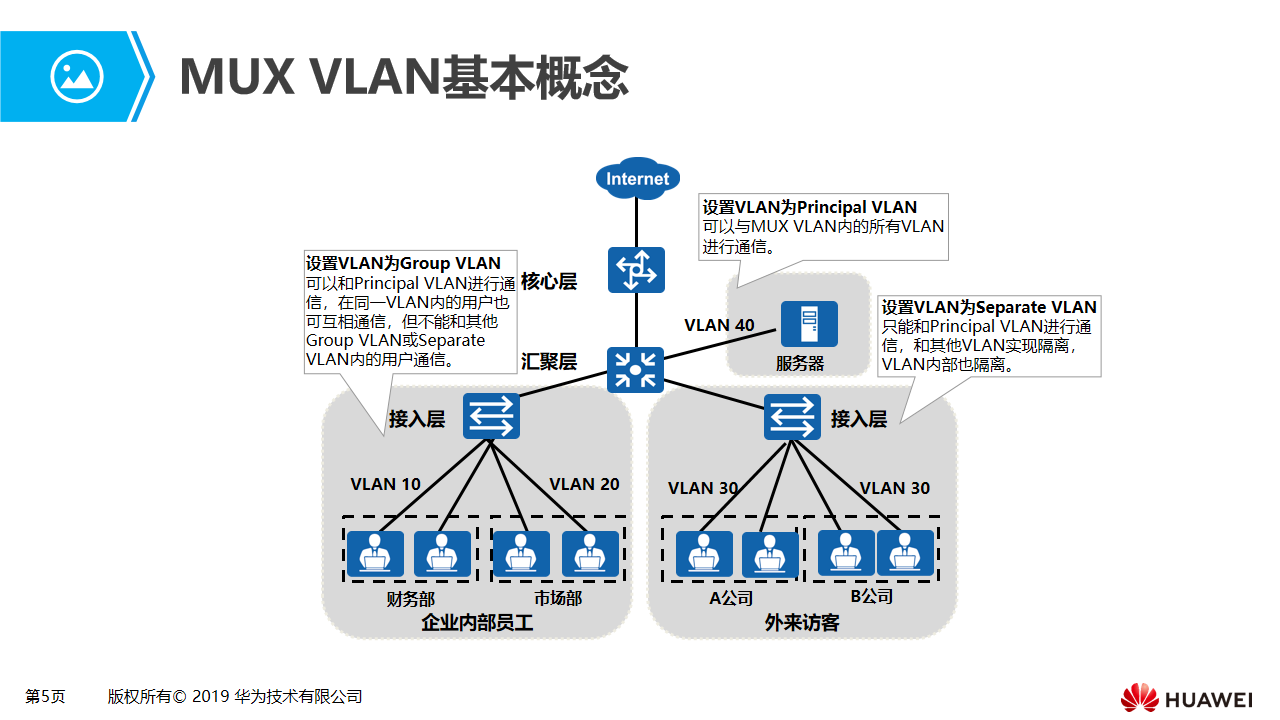 MUX VLAN基本概念
Internet
设置VLAN为Principal VLAN
可以与MUX VLAN内的所有VLAN
进行通信。
设置VLAN为Group VLAN
可以和Principal VLAN进行通
信，在同一VLAN内的用户也
可互相通信，但不能和其他
Group VLAN或Separate
VLAN内的用户通信。
核心层
设置VLAN为Separate VLAN
只能和Principal VLAN进行通
信，和其他VLAN实现隔离，
VLAN内部也隔离。
VLAN 40
汇聚层
服务器
接入层
接入层
VLAN 10
VLAN 20
VLAN 30
VLAN 30
财务部
市场部
A公司
B公司
企业内部员工
外来访客
第5页
版权所有© 2019 华为技术有限公司
HUAWEI